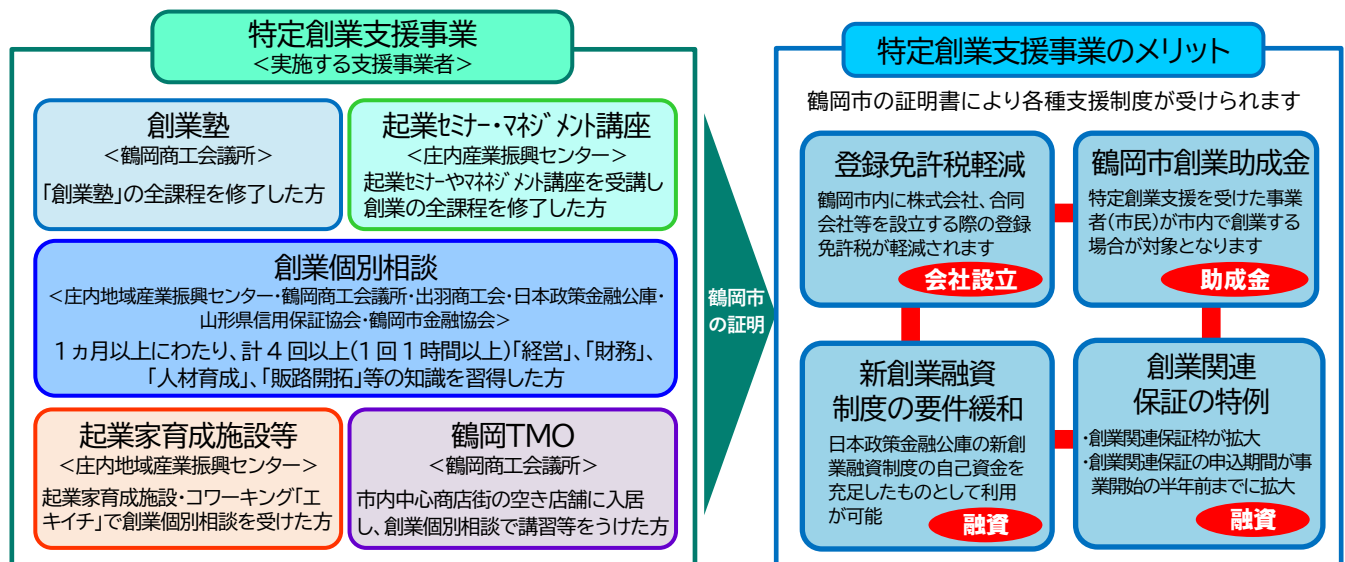 特定創業支援事業
<実施する支援事業者>
創業塾
<鶴岡商工会議所>
「創業塾」の全課程を修了した方
起業ｾﾐﾅｰ・ﾏﾈｼﾞﾒﾝﾄ講座
<庄内産業振興センター>
起業ｾﾐﾅｰやﾏﾈﾈｼﾞﾒﾝﾄ講座を受講し
創業の全課程を修了した方
創業個別相談
<庄内地域産業振興センター・鶴岡商工会議所・出羽商工会・日本政策金融公庫・
山形県信用保証協会・鶴岡市金融協会>
1ヵ月以上にわたり、計4回以上(1回1時間以上)「経営」、「財務」、
「人材育成」、「販路開拓」等の知識を習得した方
起業家育成施設等
<庄内地域産業振興センター>
起業家育成施設・コワーキング「エ
キイチ」で創業個別相談を受けた方
鶴岡TMO
<鶴岡商工会議所>
市内中心商店街の空き店舗に入居
し、創業個別相談で講習等をうけた方
鶴岡市
の証明
特定創業支援事業のメリット
鶴岡市の証明書により各種支援制度が受けられます
登録免許税軽減
鶴岡市内に株式会社、合同
会社等を設立する際の登録
免許税が軽減されます
会社設立
鶴岡市創業助成金
特定創業支援を受けた事業
者(市民)が市内で創業する
場合が対象となります
助成金
新創業融資
制度の要件緩和
日本政策金融公庫の新創
業融資制度の自己資金を
充足したものとして利用
が可能
融資
創業関連
保証の特例
・創業関連保証枠が拡大
・創業関連保証の申込期間が事
業開始の半年前までに拡大
融資